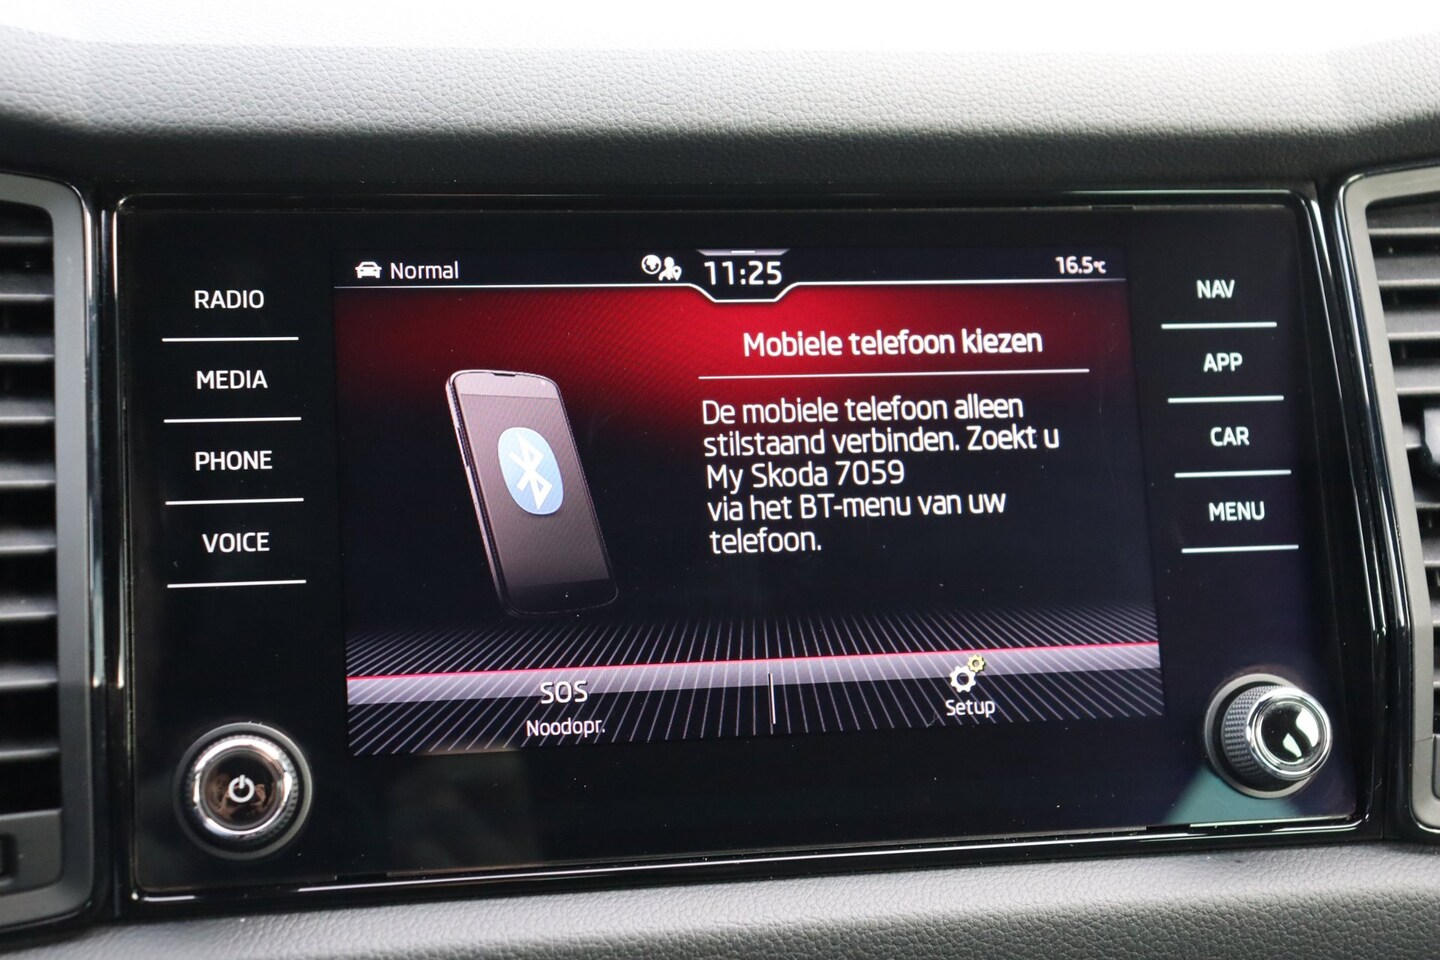 Normal
11:25
16.5°c
RADIO
MEDIA
PHONE
VOICE
Mobiele telefoon kiezen
De mobiele telefoon alleen
stilstaand verbinden. Zoekt u
My Skoda 7059
via het BT-menu van uw
telefoon.
SOS
Noodopr.
Setup
NAV
APP
CAR
MENU